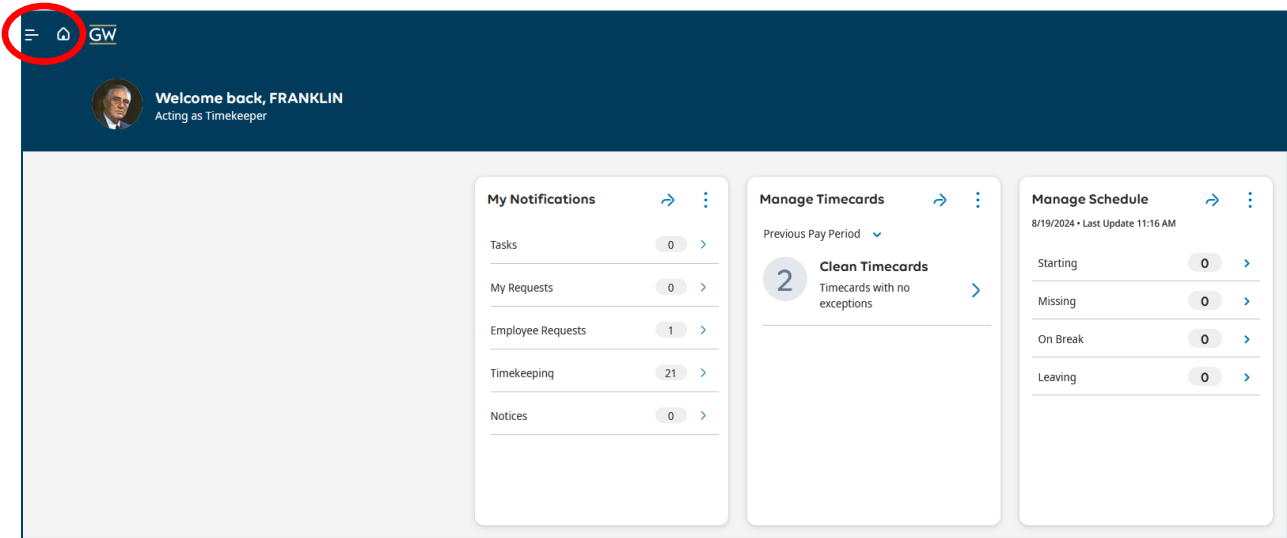 GW
Welcome back, FRANKLIN
Acting as Timekeeper
My Notifications
Tasks 0
My Requests 0
Employee Requests 1
Timekeeping 21
Notices 0
Manage Timecards
Previous Pay Period
2 Clean Timecards
Timecards with no
exceptions
Manage Schedule
8/19/2024 • Last Update 11:16 AM
Starting 0
Missing 0
On Break 0
Leaving 0